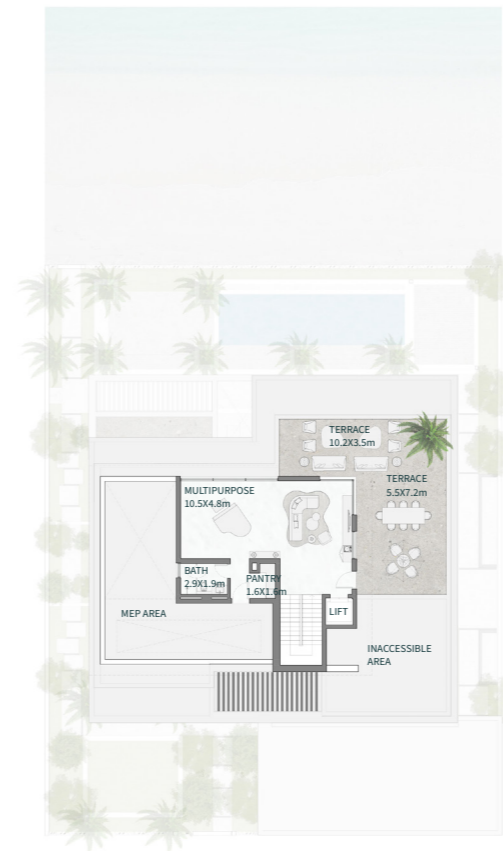 TERRACE
10.2X3.5m
TERRACE
5.5X7.2m
MULTIPURPOSE
10.5X4.8m
BATH
2.9X1.9m
PANTRY
1.6X1.6m
LIFT
MEP AREA
INACCESSIBLE
AREA